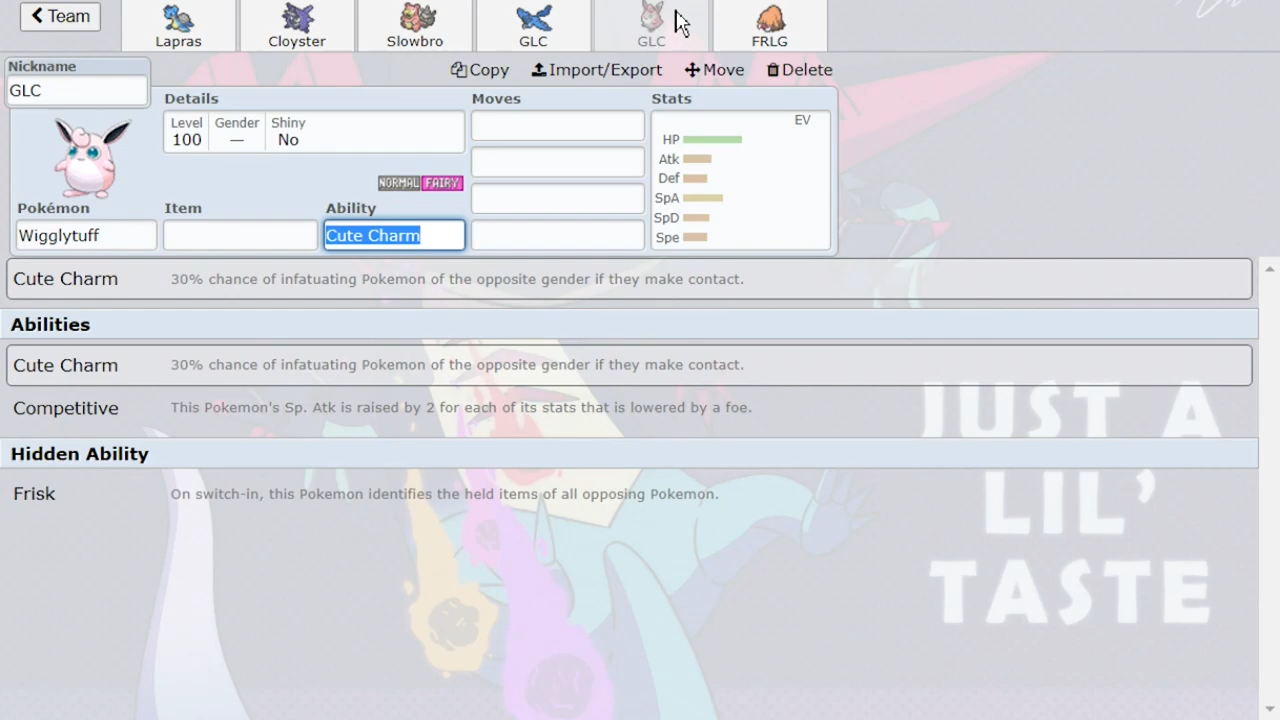 Team
Lapras
Cloyster
Slowbro
GLC
GLC
FRLG
Nickname
GLC
Copy
Import/Export
Move
Delete
Details
Moves
Stats
Level
Gender
Shiny
100
—
No
EV
HP
Atk
Def
SpA
SpD
Spe
NORMAL FAIRY
Pokémon
Item
Ability
Wigglytuff
Cute Charm
Cute Charm 30% chance of infatuating Pokemon of the opposite gender if they make contact.
Abilities
Cute Charm 30% chance of infatuating Pokemon of the opposite gender if they make contact.
Competitive This Pokemon's Sp. Atk is raised by 2 for each of its stats that is lowered by a foe.
Hidden Ability
Frisk On switch-in, this Pokemon identifies the held items of all opposing Pokemon.
JUST A
LIL'
TASTE